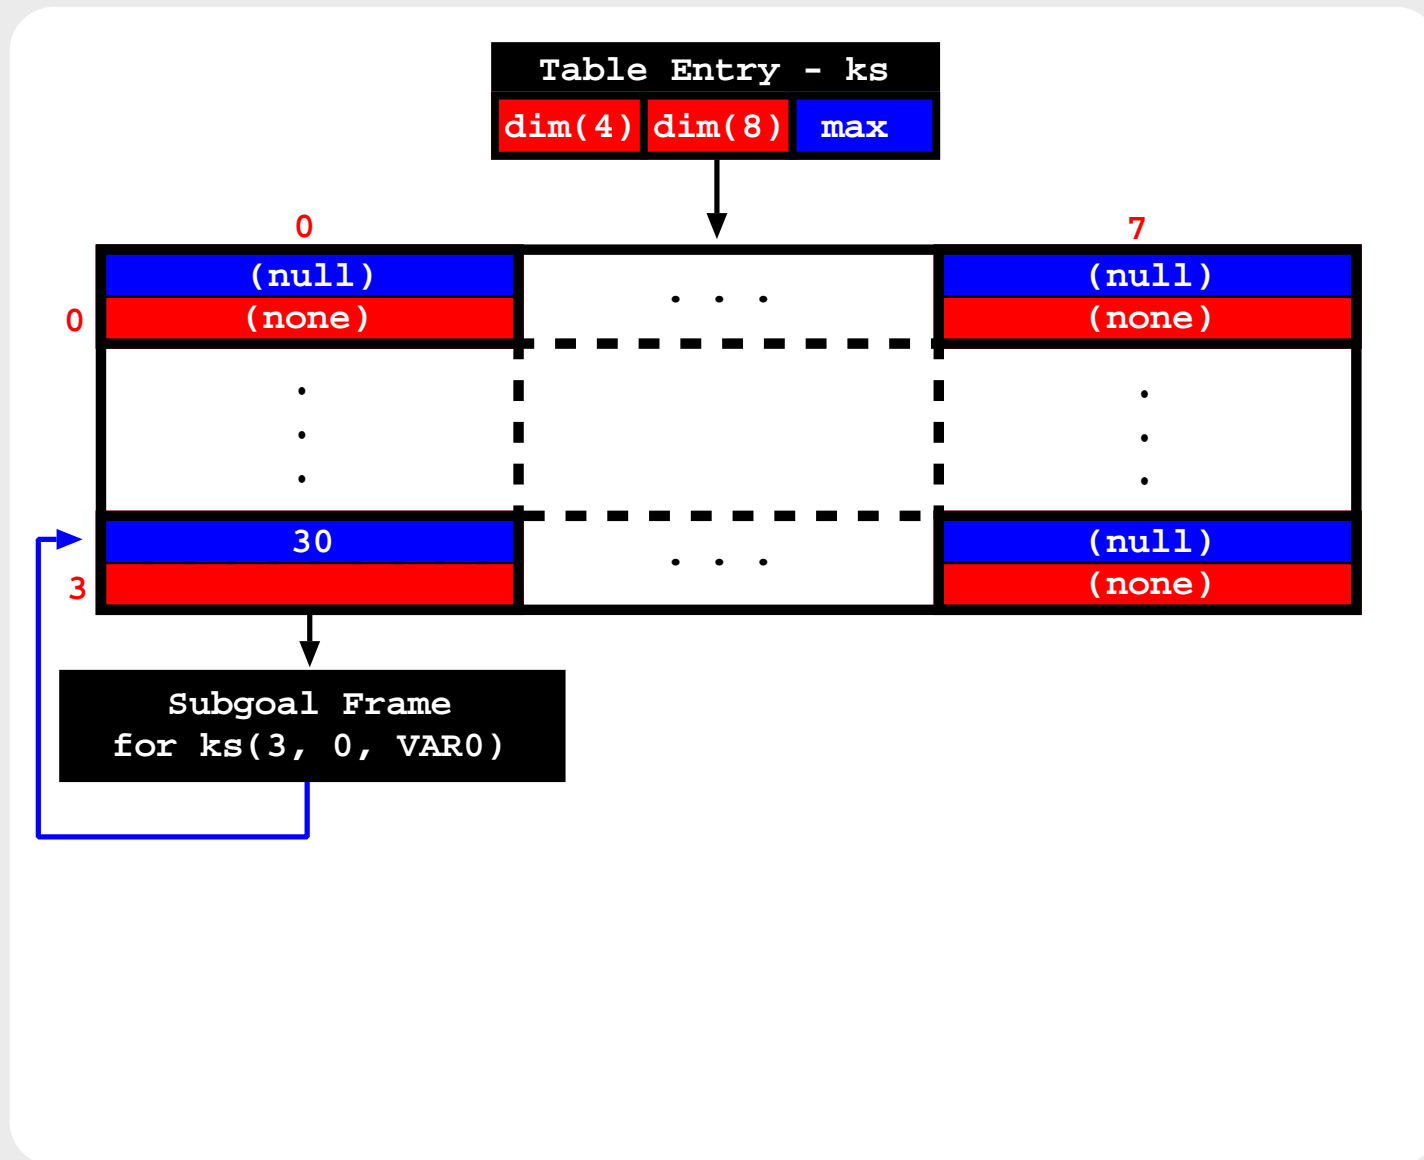 Table Entry - ks
dim(4) dim(8) max
0 7
(null) (null)
. . .
0 (none) (none)
. .
. .
. .
30 (null)
. . .
3 (none)
Subgoal Frame
for ks(3, 0, VAR0)